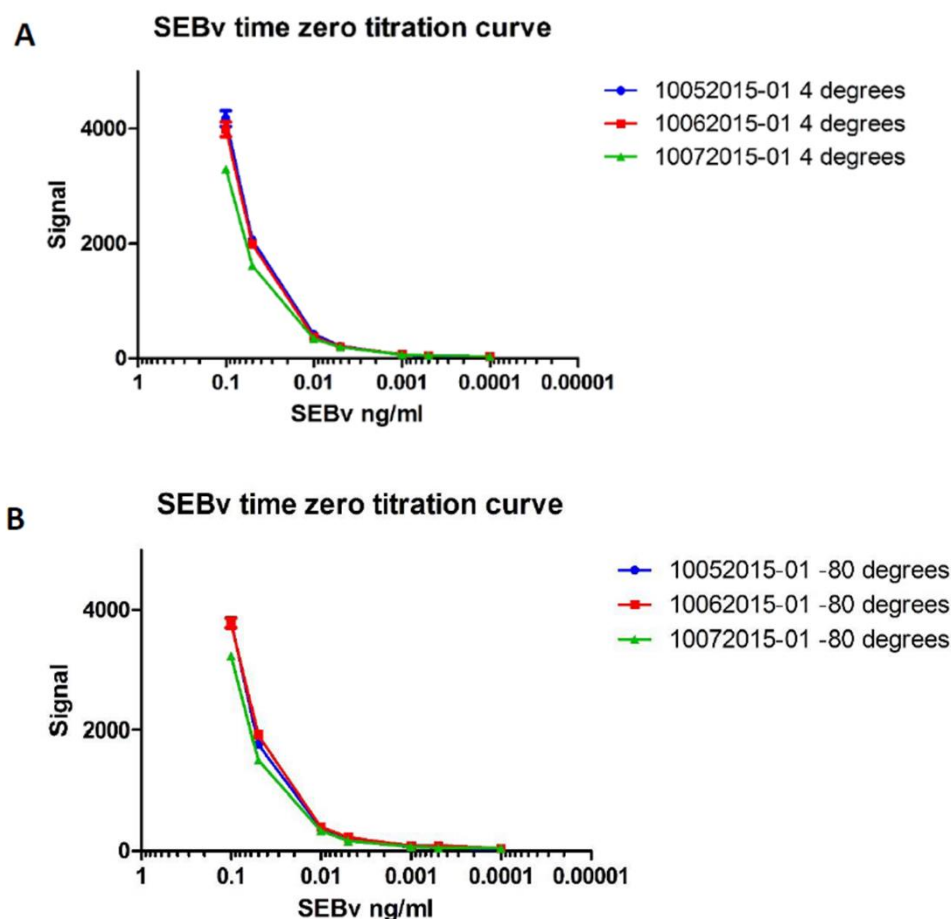 A
SEBv time zero titration curve
10052015-01 4 degrees
10062015-01 4 degrees
10072015-01 4 degrees
Signal
4000
2000
0
1 0.1 0.01 0.001 0.0001 0.00001
SEBv ng/ml
B
SEBv time zero titration curve
10052015-01 -80 degrees
10062015-01 -80 degrees
10072015-01 -80 degrees
Signal
4000
2000
0
1 0.1 0.01 0.001 0.0001 0.00001
SEBv ng/ml